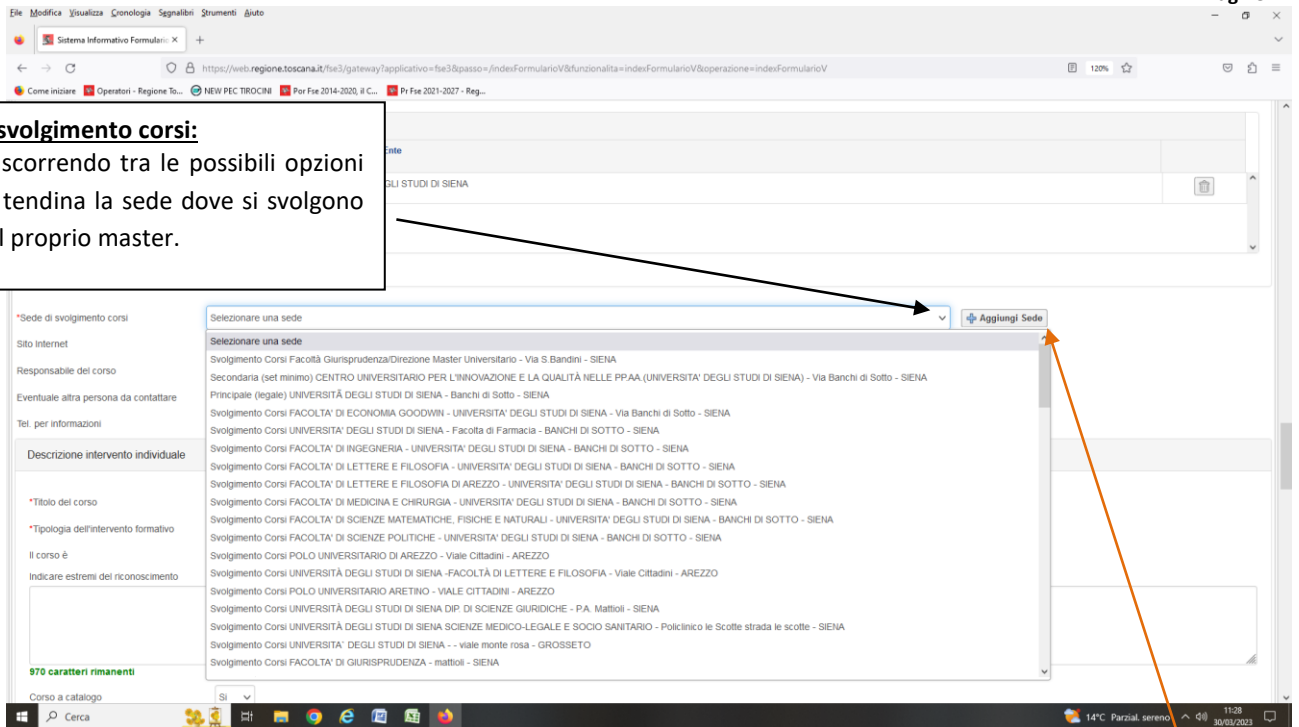 File Modifica Visualizza Cronologia Segnalibri Strumenti Aiuto
Sistema Informativo Formulario
https://web.regione.toscana.it/fse3/gateway?applicativo=fse3&passo=/indexFormularioV&funzionalita=indexFormularioV&operazione=indexFormularioV
120%
Come iniziare Operatori - Regione To... NEW PEC TIROCINI Por Fse 2014-2020, il C... Pr Fse 2021-2027 - Reg...
svolgimento corsi:
scorrendo tra le possibili opzioni
tendina la sede dove si svolgono
l proprio master.
Ente
GLI STUDI DI SIENA
*Sede di svolgimento corsi
Selezionare una sede
Aggiungi Sede
Sito Internet
Responsabile del corso
Eventuale altra persona da contattare
Tel. per informazioni
Descrizione intervento individuale
*Titolo del corso
*Tipologia dell'intervento formativo
Il corso è
Indicare estremi del riconoscimento
970 caratteri rimanenti
Corso a catalogo
Si
Selezionare una sede
Svolgimento Corsi Facoltà Giurisprudenza/Direzione Master Universitario - Via S.Bandini - SIENA
Secondaria (set minimo) CENTRO UNIVERSITARIO PER L'INNOVAZIONE E LA QUALITÀ NELLE PP.AA.(UNIVERSITA' DEGLI STUDI DI SIENA) - Via Banchi di Sotto - SIENA
Principale (legale) UNIVERSITÃ DEGLI STUDI DI SIENA - Banchi di Sotto - SIENA
Svolgimento Corsi FACOLTA' DI ECONOMIA GOODWIN - UNIVERSITA' DEGLI STUDI DI SIENA - Via Banchi di Sotto - SIENA
Svolgimento Corsi UNIVERSITA' DEGLI STUDI DI SIENA - Facolta di Farmacia - BANCHI DI SOTTO - SIENA
Svolgimento Corsi FACOLTA' DI INGEGNERIA - UNIVERSITA' DEGLI STUDI DI SIENA - BANCHI DI SOTTO - SIENA
Svolgimento Corsi FACOLTA' DI LETTERE E FILOSOFIA - UNIVERSITA' DEGLI STUDI DI SIENA - BANCHI DI SOTTO - SIENA
Svolgimento Corsi FACOLTA' DI LETTERE E FILOSOFIA DI AREZZO - UNIVERSITA' DEGLI STUDI DI SIENA - BANCHI DI SOTTO - SIENA
Svolgimento Corsi FACOLTA' DI MEDICINA E CHIRURGIA - UNIVERSITA' DEGLI STUDI DI SIENA - BANCHI DI SOTTO - SIENA
Svolgimento Corsi FACOLTA' DI SCIENZE MATEMATICHE, FISICHE E NATURALI - UNIVERSITA' DEGLI STUDI DI SIENA - BANCHI DI SOTTO - SIENA
Svolgimento Corsi FACOLTA' DI SCIENZE POLITICHE - UNIVERSITA' DEGLI STUDI DI SIENA - BANCHI DI SOTTO - SIENA
Svolgimento Corsi POLO UNIVERSITARIO DI AREZZO - Viale Cittadini - AREZZO
Svolgimento Corsi UNIVERSITÀ DEGLI STUDI DI SIENA -FACOLTÀ DI LETTERE E FILOSOFIA - Viale Cittadini - AREZZO
Svolgimento Corsi POLO UNIVERSITARIO ARETINO - VIALE CITTADINI - AREZZO
Svolgimento Corsi UNIVERSITÀ DEGLI STUDI DI SIENA DIP. DI SCIENZE GIURIDICHE - P.A. Mattioli - SIENA
Svolgimento Corsi UNIVERSITÀ DEGLI STUDI DI SIENA SCIENZE MEDICO-LEGALE E SOCIO SANITARIO - Policlinico le Scotte strada le scotte - SIENA
Svolgimento Corsi UNIVERSITA` DEGLI STUDI DI SIENA - - viale monte rosa - GROSSETO
Svolgimento Corsi FACOLTA' DI GIURISPRUDENZA - mattioli - SIENA
Cerca
14°C Parzial. sereno
11:28
30/03/2023